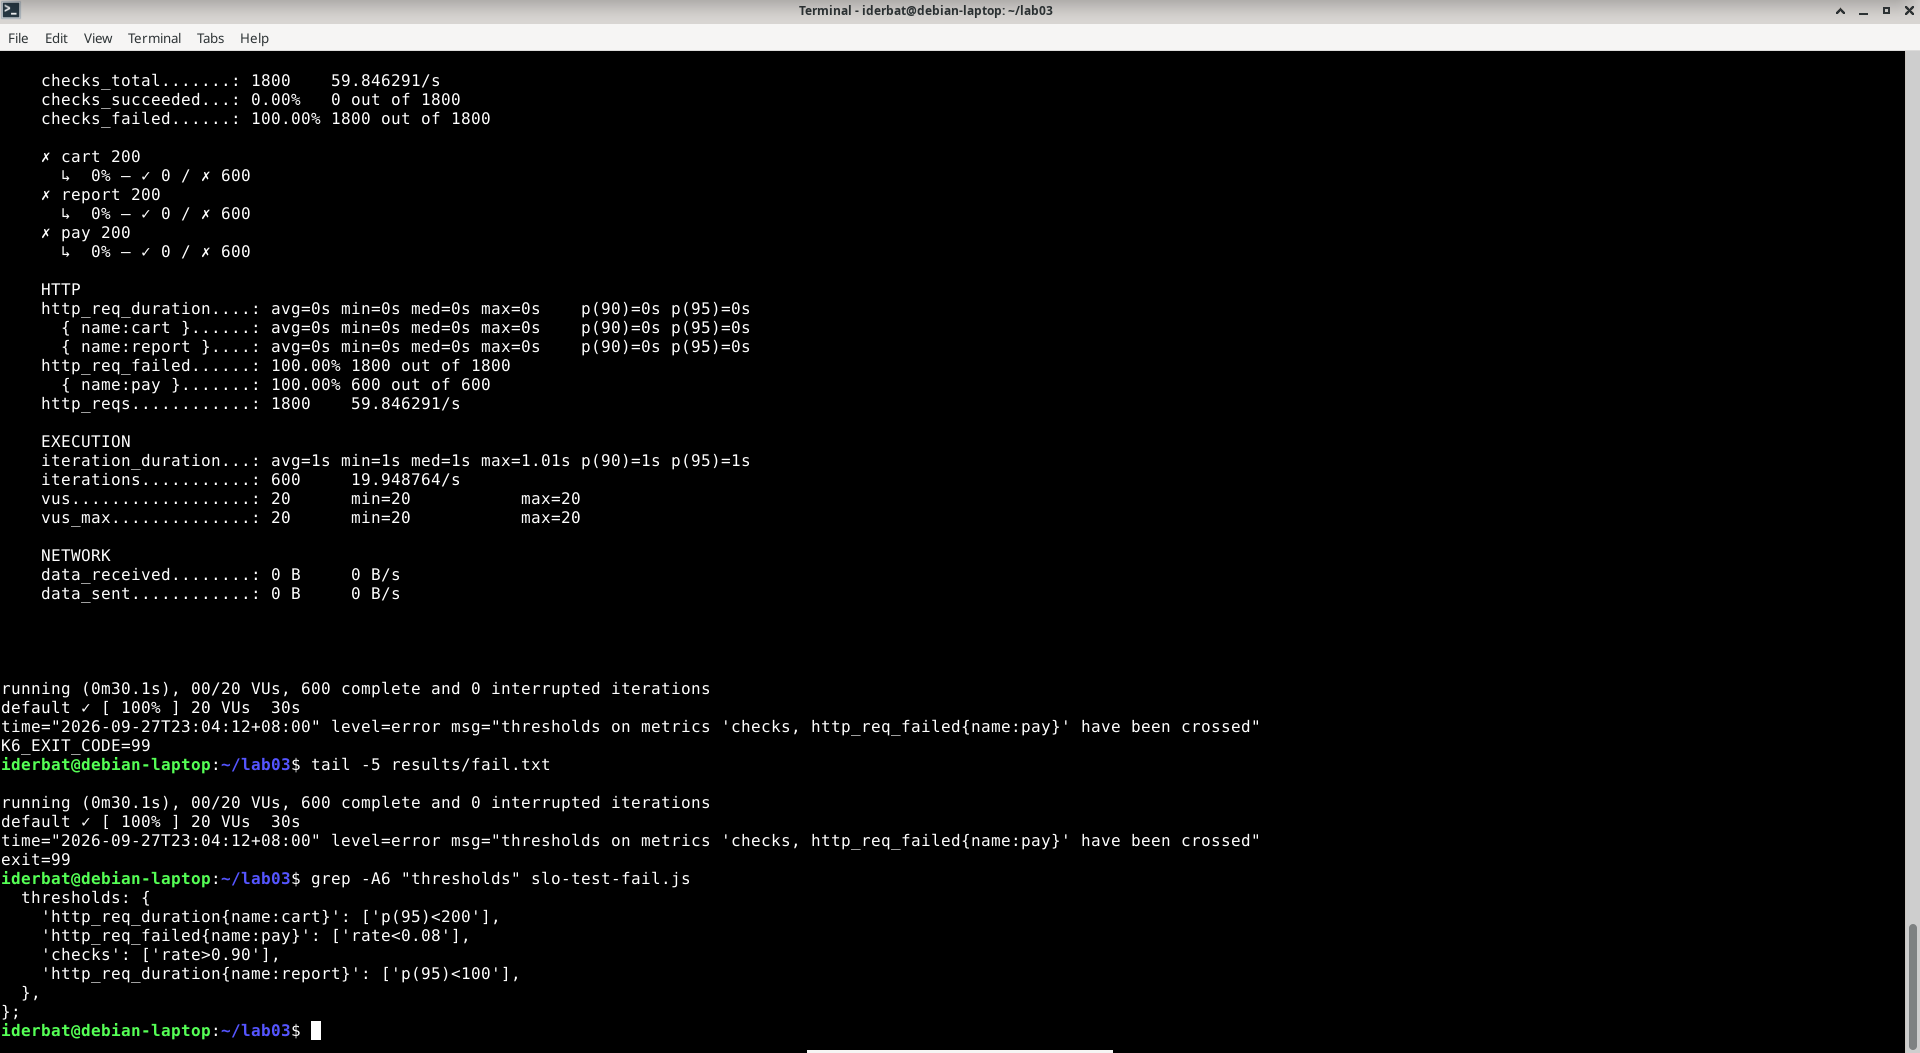 Terminal - iderbat@debian-laptop: ~/lab03
File Edit View Terminal Tabs Help
checks_total.......: 1800    59.846291/s
checks_succeeded...: 0.00%   0 out of 1800
checks_failed......: 100.00% 1800 out of 1800
✗ cart 200
↳  0% — ✓ 0 / ✗ 600
✗ report 200
↳  0% — ✓ 0 / ✗ 600
✗ pay 200
↳  0% — ✓ 0 / ✗ 600
HTTP
http_req_duration....: avg=0s min=0s med=0s max=0s    p(90)=0s p(95)=0s
{ name:cart }......: avg=0s min=0s med=0s max=0s    p(90)=0s p(95)=0s
{ name:report }....: avg=0s min=0s med=0s max=0s    p(90)=0s p(95)=0s
http_req_failed......: 100.00% 1800 out of 1800
{ name:pay }.......: 100.00% 600 out of 600
http_reqs............: 1800    59.846291/s
EXECUTION
iteration_duration...: avg=1s min=1s med=1s max=1.01s p(90)=1s p(95)=1s
iterations...........: 600     19.948764/s
vus..................: 20      min=20            max=20
vus_max..............: 20      min=20            max=20
NETWORK
data_received........: 0 B     0 B/s
data_sent............: 0 B     0 B/s
running (0m30.1s), 00/20 VUs, 600 complete and 0 interrupted iterations
default ✓ [ 100% ] 20 VUs  30s
time="2026-09-27T23:04:12+08:00" level=error msg="thresholds on metrics 'checks, http_req_failed{name:pay}' have been crossed"
K6_EXIT_CODE=99
iderbat@debian-laptop:~/lab03$ tail -5 results/fail.txt
running (0m30.1s), 00/20 VUs, 600 complete and 0 interrupted iterations
default ✓ [ 100% ] 20 VUs  30s
time="2026-09-27T23:04:12+08:00" level=error msg="thresholds on metrics 'checks, http_req_failed{name:pay}' have been crossed"
exit=99
iderbat@debian-laptop:~/lab03$ grep -A6 "thresholds" slo-test-fail.js
thresholds: {
'http_req_duration{name:cart}': ['p(95)<200'],
'http_req_failed{name:pay}': ['rate<0.08'],
'checks': ['rate>0.90'],
'http_req_duration{name:report}': ['p(95)<100'],
},
};
iderbat@debian-laptop:~/lab03$